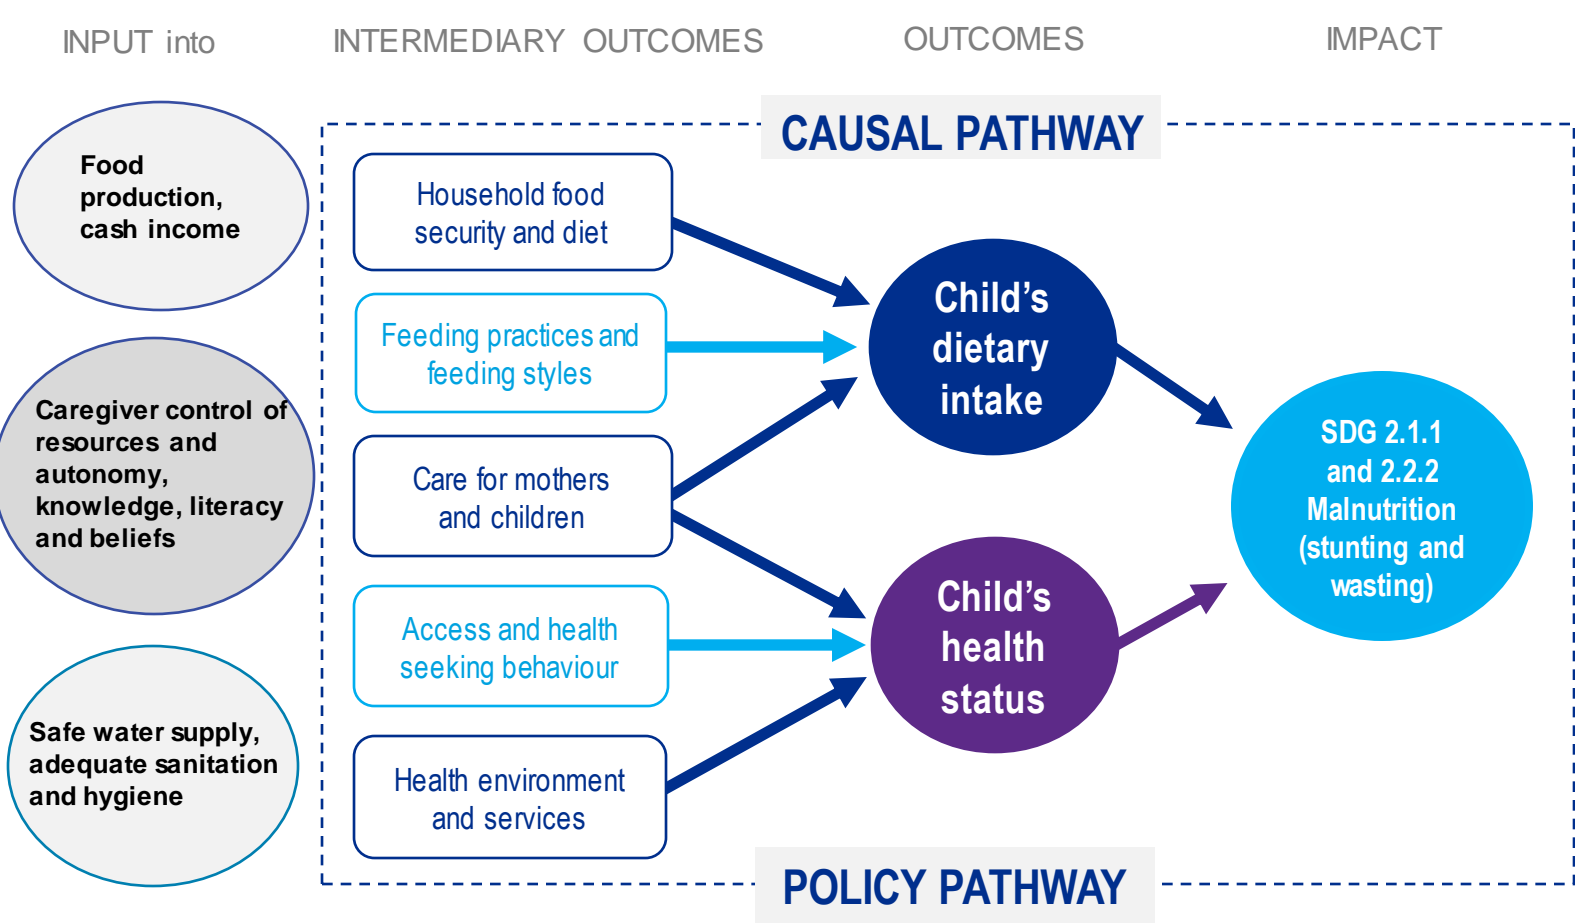 INPUT into
INTERMEDIARY OUTCOMES
OUTCOMES
IMPACT
CAUSAL PATHWAY
Food
production,
cash income
Caregiver control of
resources and
autonomy,
knowledge, literacy
and beliefs
Safe water supply,
adequate sanitation
and hygiene
Household food
security and diet
Feeding practices and
feeding styles
Care for mothers
and children
Access and health
seeking behaviour
Health environment
and services
Child's
dietary
intake
Child's
health
status
SDG 2.1.1
and 2.2.2
Malnutrition
(stunting and
wasting)
POLICY PATHWAY